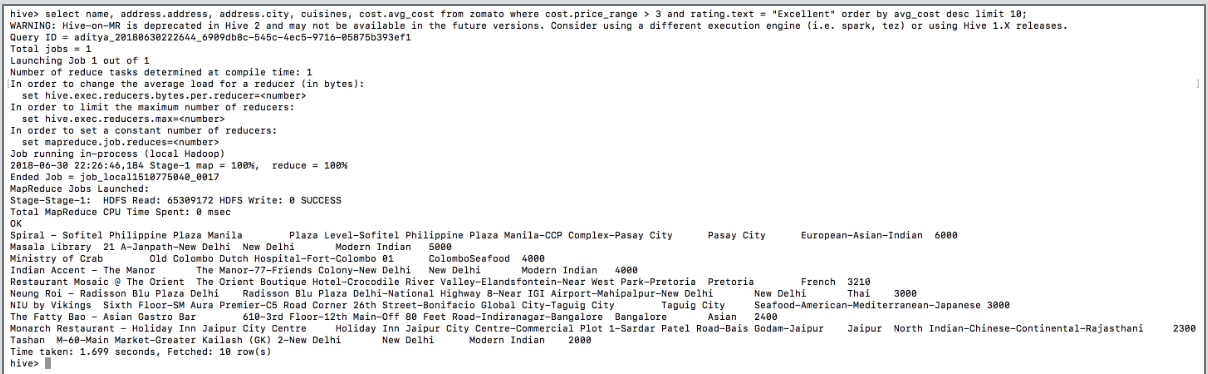 hive> select name, address.address, address.city, cuisines, cost.avg_cost from zomato where cost.price_range > 3 and rating.text = "Excellent" order by avg_cost desc limit 10;
WARNING: Hive-on-MR is deprecated in Hive 2 and may not be available in the future versions. Consider using a different execution engine (i.e. spark, tez) or using Hive 1.X releases.
Query ID = aditya_20180630222644_6909db8c-545c-4ec5-9716-05875b393ef1
Total jobs = 1
Launching Job 1 out of 1
Number of reduce tasks determined at compile time: 1
[In order to change the average load for a reducer (in bytes): ]
  set hive.exec.reducers.bytes.per.reducer=<number>
In order to limit the maximum number of reducers:
  set hive.exec.reducers.max=<number>
In order to set a constant number of reducers:
  set mapreduce.job.reduces=<number>
Job running in-process (local Hadoop)
2018-06-30 22:26:46,184 Stage-1 map = 100%,  reduce = 100%
Ended Job = job_local1510775040_0017
MapReduce Jobs Launched:
Stage-Stage-1:  HDFS Read: 65309172 HDFS Write: 0 SUCCESS
Total MapReduce CPU Time Spent: 0 msec
OK
Spiral - Sofitel Philippine Plaza Manila	Plaza Level-Sofitel Philippine Plaza Manila-CCP Complex-Pasay City	Pasay City	European-Asian-Indian	6000
Masala Library	21 A-Janpath-New Delhi	New Delhi	Modern Indian	5000
Ministry of Crab	Old Colombo Dutch Hospital-Fort-Colombo 01	ColomboSeafood	4000
Indian Accent - The Manor	The Manor-77-Friends Colony-New Delhi	New Delhi	Modern Indian	4000
Restaurant Mosaic @ The Orient	The Orient Boutique Hotel-Crocodile River Valley-Elandsfontein-Near West Park-Pretoria	Pretoria	French	3210
Neung Roi - Radisson Blu Plaza Delhi	Radisson Blu Plaza Delhi-National Highway 8-Near IGI Airport-Mahipalpur-New Delhi	New Delhi	Thai	3000
NIU by Vikings	Sixth Floor-SM Aura Premier-C5 Road Corner 26th Street-Bonifacio Global City-Taguig City	Taguig City	Seafood-American-Mediterranean-Japanese	3000
The Fatty Bao - Asian Gastro Bar	610-3rd Floor-12th Main-Off 80 Feet Road-Indiranagar-Bangalore	Bangalore	Asian	2400
Monarch Restaurant - Holiday Inn Jaipur City Centre	Holiday Inn Jaipur City Centre-Commercial Plot 1-Sardar Patel Road-Bais Godam-Jaipur	Jaipur	North Indian-Chinese-Continental-Rajasthani	2300
Tashan	M-60-Main Market-Greater Kailash (GK) 2-New Delhi	New Delhi	Modern Indian	2000
Time taken: 1.699 seconds, Fetched: 10 row(s)
hive>